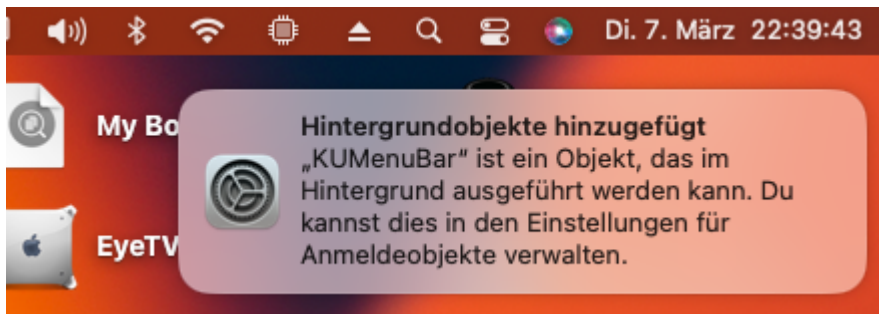 Di. 7. März 22:39:43
My Bo
Hintergrundobjekte hinzugefügt
„KUMenuBar" ist ein Objekt, das im
Hintergrund ausgeführt werden kann. Du
kannst dies in den Einstellungen für
Anmeldeobjekte verwalten.
EyeTV